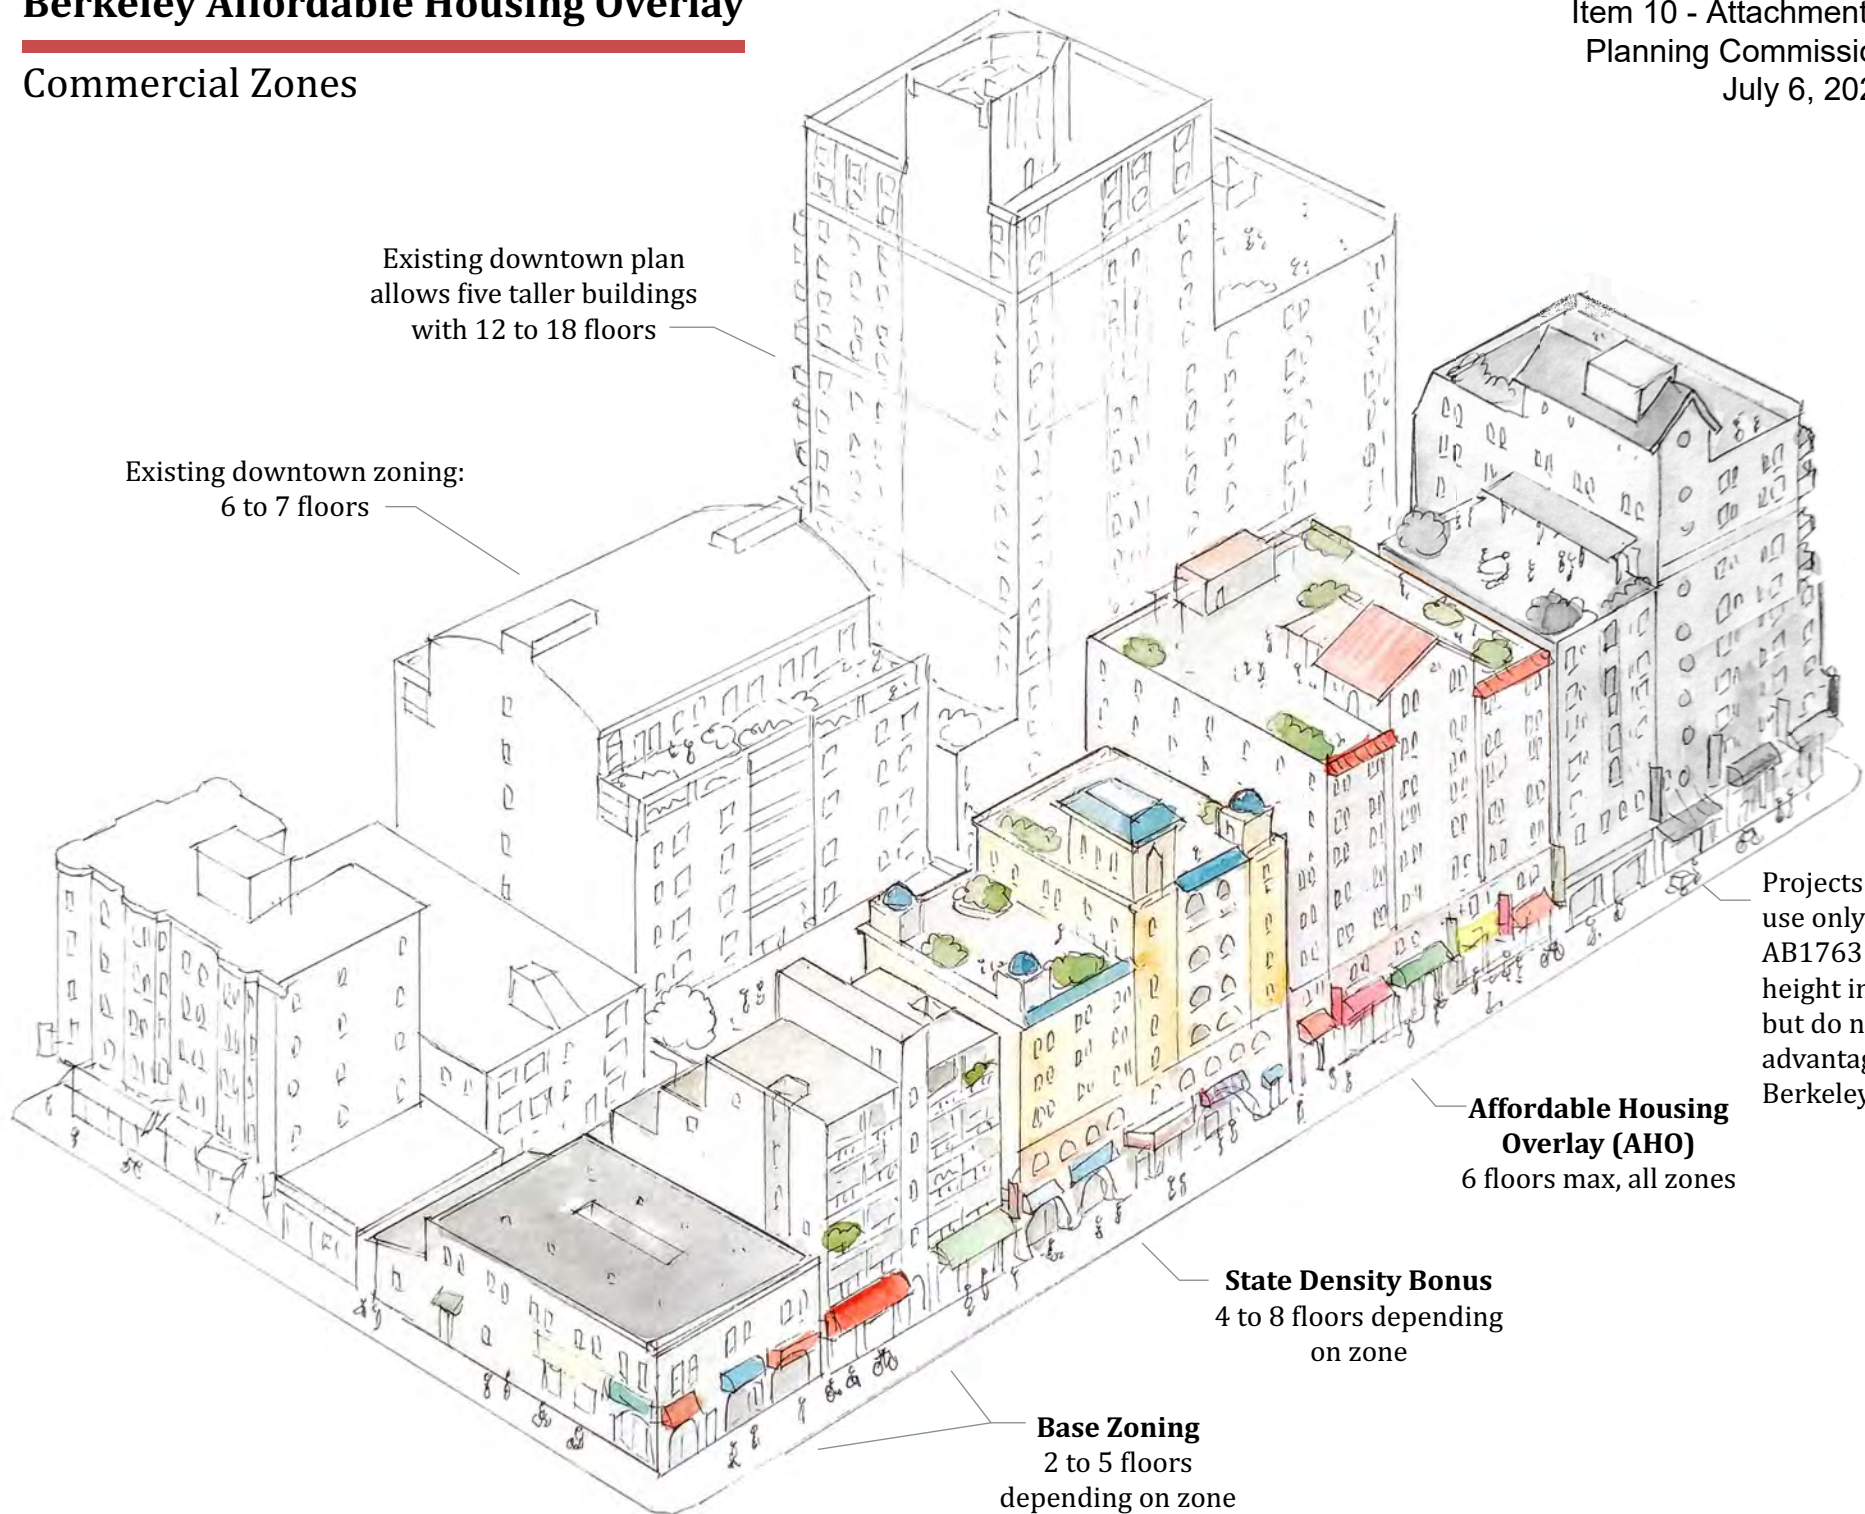 Berkeley Affordable Housing Overlay
Commercial Zones
Item 10 - Attachment
Planning
July 6,
Existing downtown plan
allows five taller buildings
with 12 to 18 floors
Existing downtown zoning:
6 to 7 floors
Projects
use only
AB1763
height
but do
Berkeley
Affordable Housing
Overlay (AHO)
6 floors max, all zones
State Density Bonus
4 to 8 floors depending
on zone
Base Zoning
2 to 5 floors
depending on zone